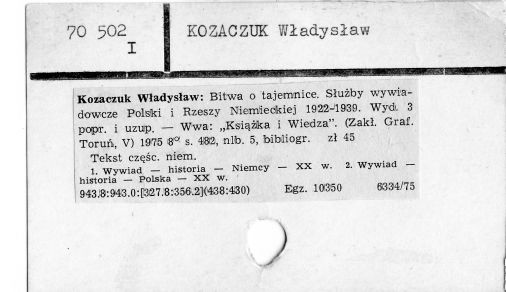 70 502
I
KOZACZUK Władysław
Kozaczuk Władysław: Bitwa o tajemnice. Służby wywia-
dowcze Polski i Rzeszy Niemieckiej 1922-1939. Wyd. 3
popr. i uzup. — Wwa: „Książka i Wiedza”. (Zakł. Graf.
Toruń, V) 1975 8° s. 482, nlb. 5, bibliogr. zł 45
Tekst częśc. niem.
1. Wywiad — historia — Niemcy — XX w. 2. Wywiad —
historia — Polska — XX w.
943.8:943.0:[327.8:356.2](438:430) Egz. 10350 6334/75